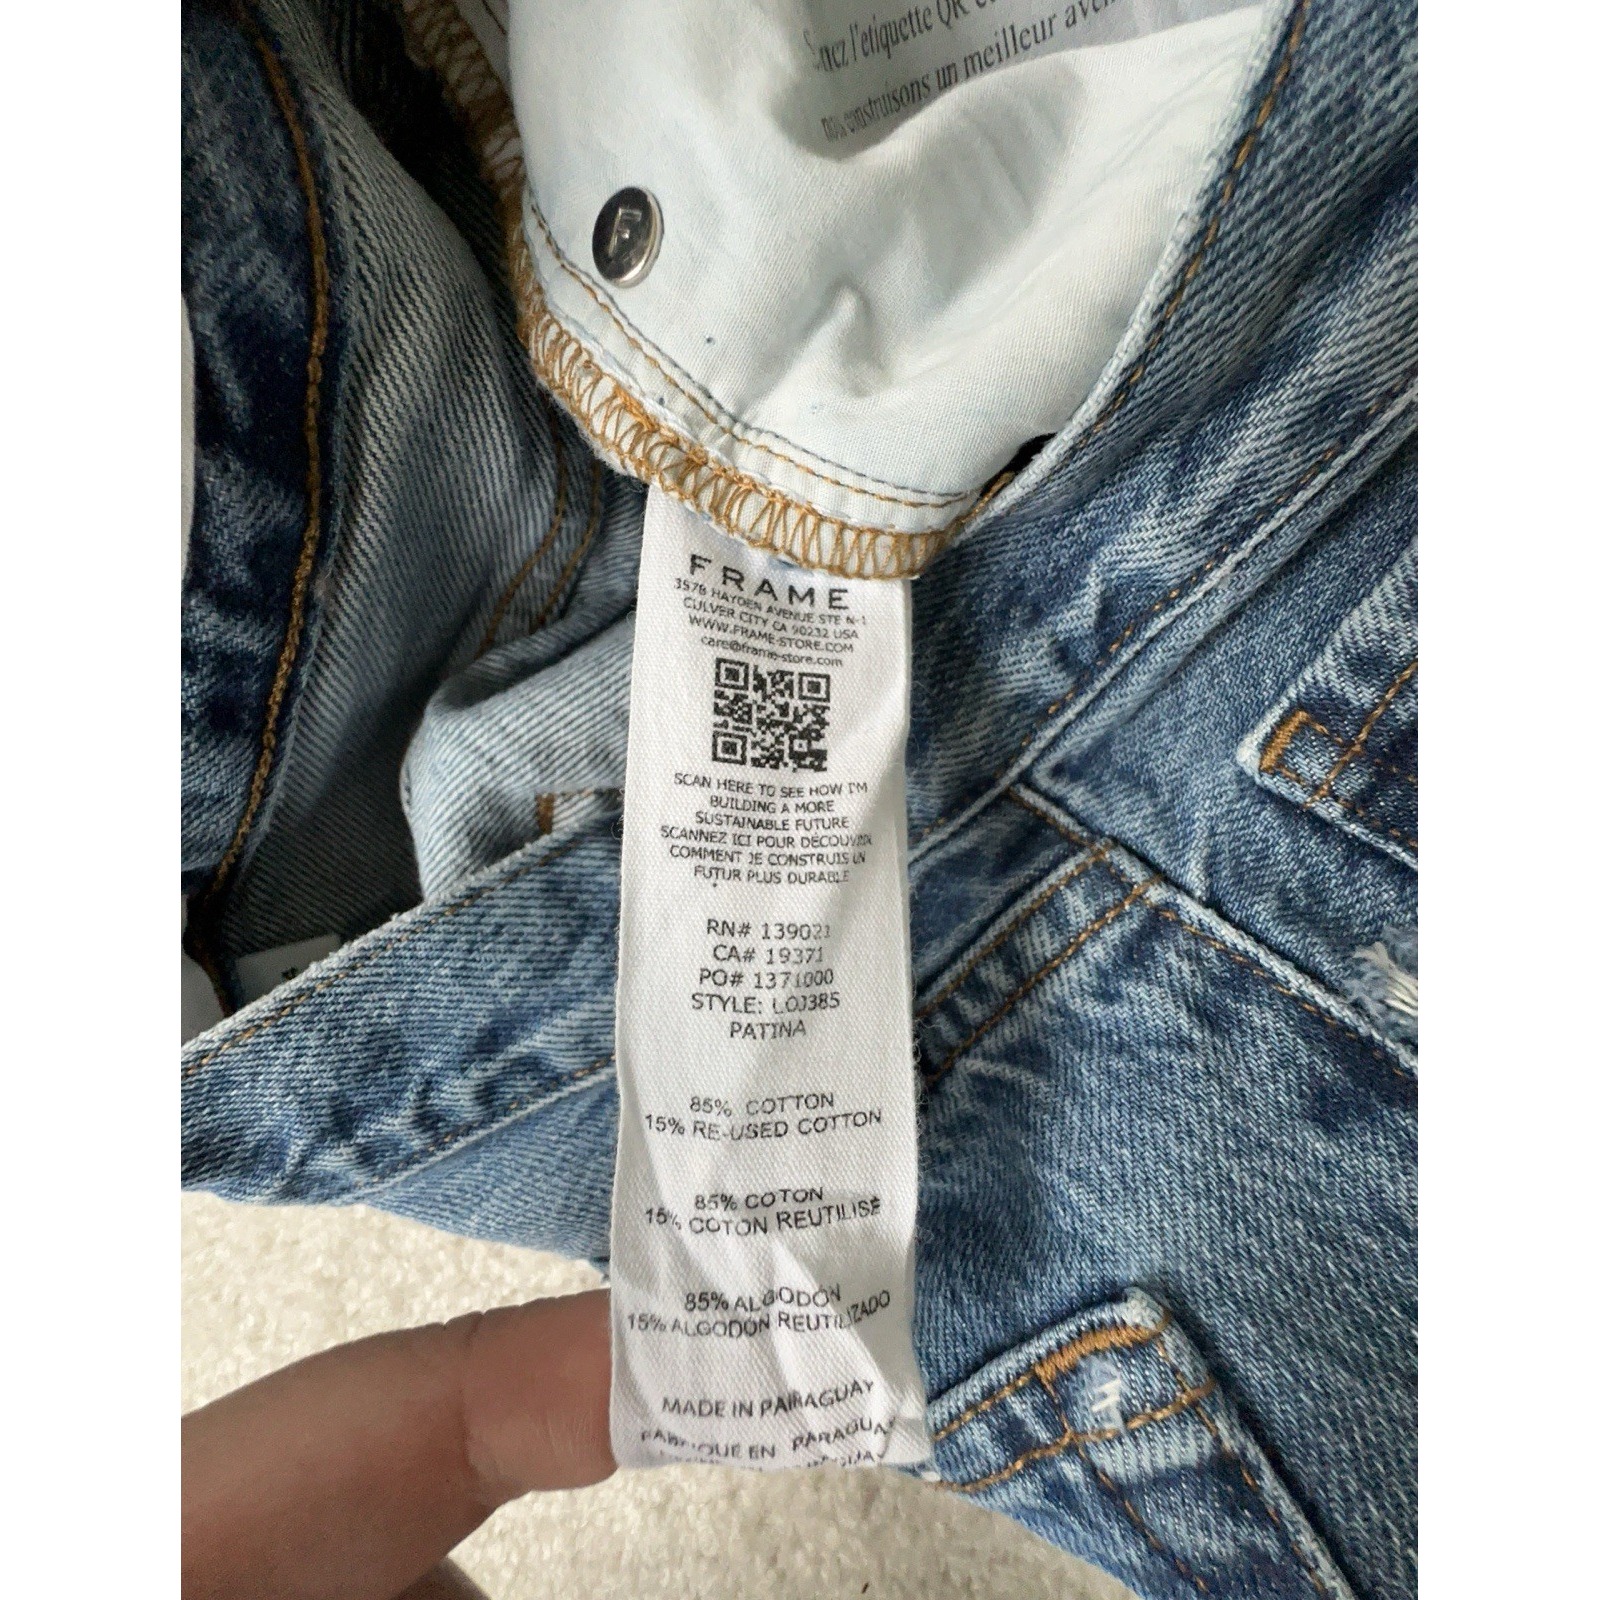 l'étiquette QR
construisons un meilleur
F
FRAME
3578 HAYDEN AVENUE STE N-1
CULVER CITY CA 90232 USA
WWW.FRAME-STORE.COM
care@frame-store.com
SCAN HERE TO SEE HOW I'M
BUILDING A MORE
SUSTAINABLE FUTURE
SCANNEZ ICI POUR DÉCOUVRIR
COMMENT JE CONSTRUIS UN
FUTUR PLUS DURABLE
RN# 139021
CA# 19371
PO# 1371000
STYLE: LOJ385
PATINA
85% COTTON
15% RE-USED COTTON
85% COTON
15% COTON REUTILISÉ
85% ALGODÓN
15% ALGODÓN REUTILIZADO
MADE IN PARAGUAY
FABRIQUE EN PARAGUAY